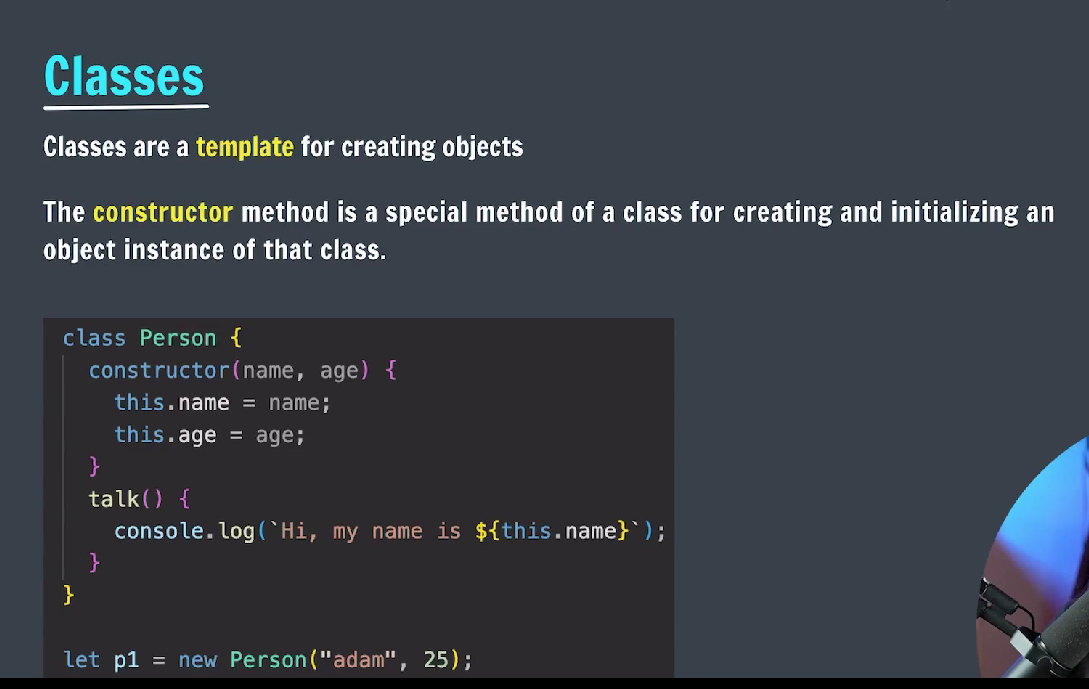 Classes
Classes are a template for creating objects
The constructor method is a special method of a class for creating and initializing an
object instance of that class.
class Person {
constructor(name, age) {
this.name = name;
this.age = age;
}
talk() {
console.log(`Hi, my name is ${this.name}`);
}
}
let p1 = new Person("adam", 25);